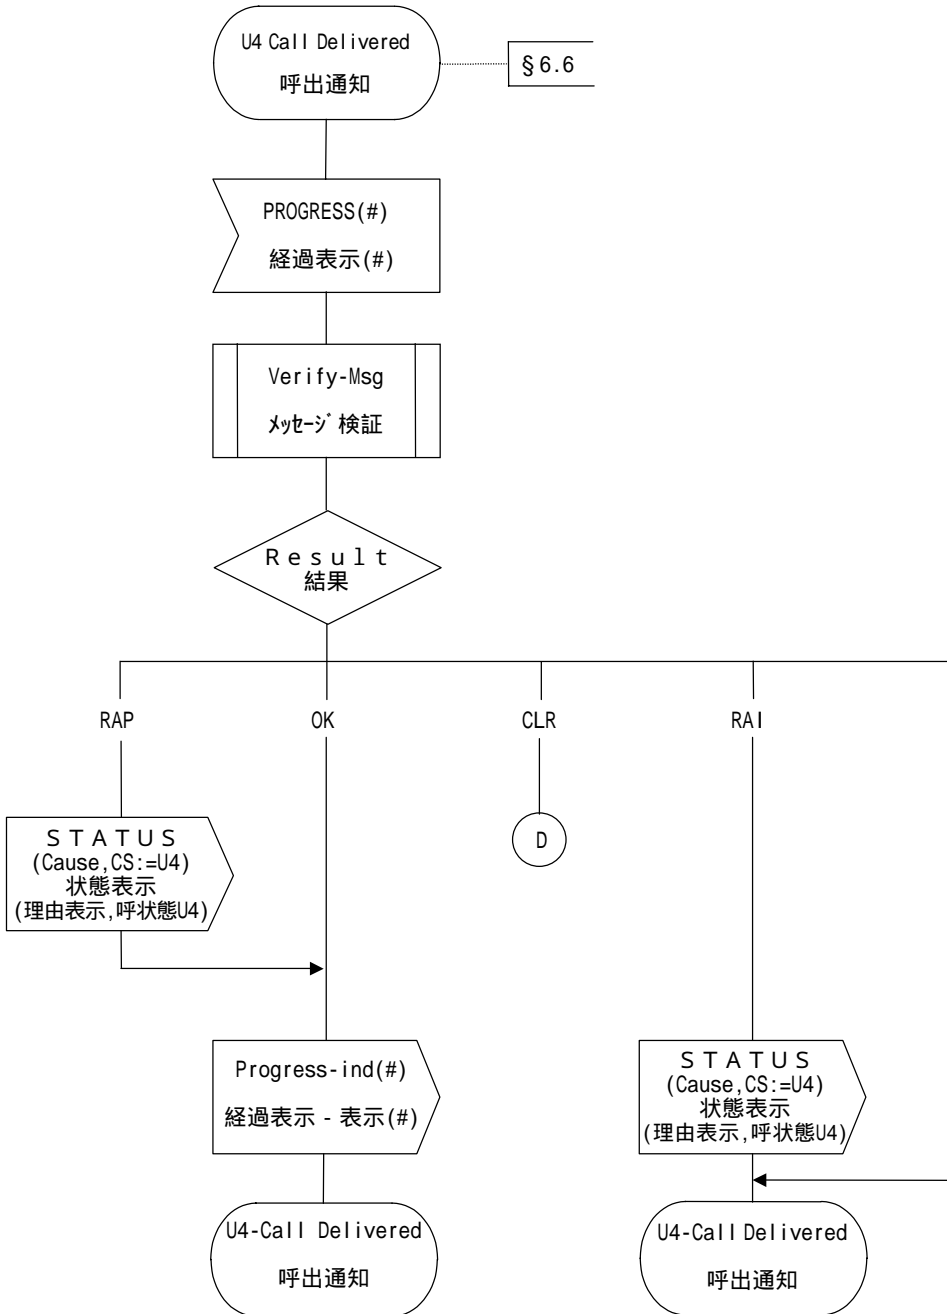 U4 Call Delivered
呼出通知
§6.6
PROGRESS(#)
経過表示(#)
Verify-Msg
ﾒｯｾｰｼﾞ検証
Ｒｅｓｕｌｔ
結果
RAP
OK
CLR
RAI
ＳＴＡＴＵＳ
(Cause,CS:=U4)
状態表示
(理由表示,呼状態U4)
D
Progress-ind(#)
経過表示 - 表示(#)
ＳＴＡＴＵＳ
(Cause,CS:=U4)
状態表示
(理由表示,呼状態U4)
U4-Call Delivered
呼出通知
U4-Call Delivered
呼出通知